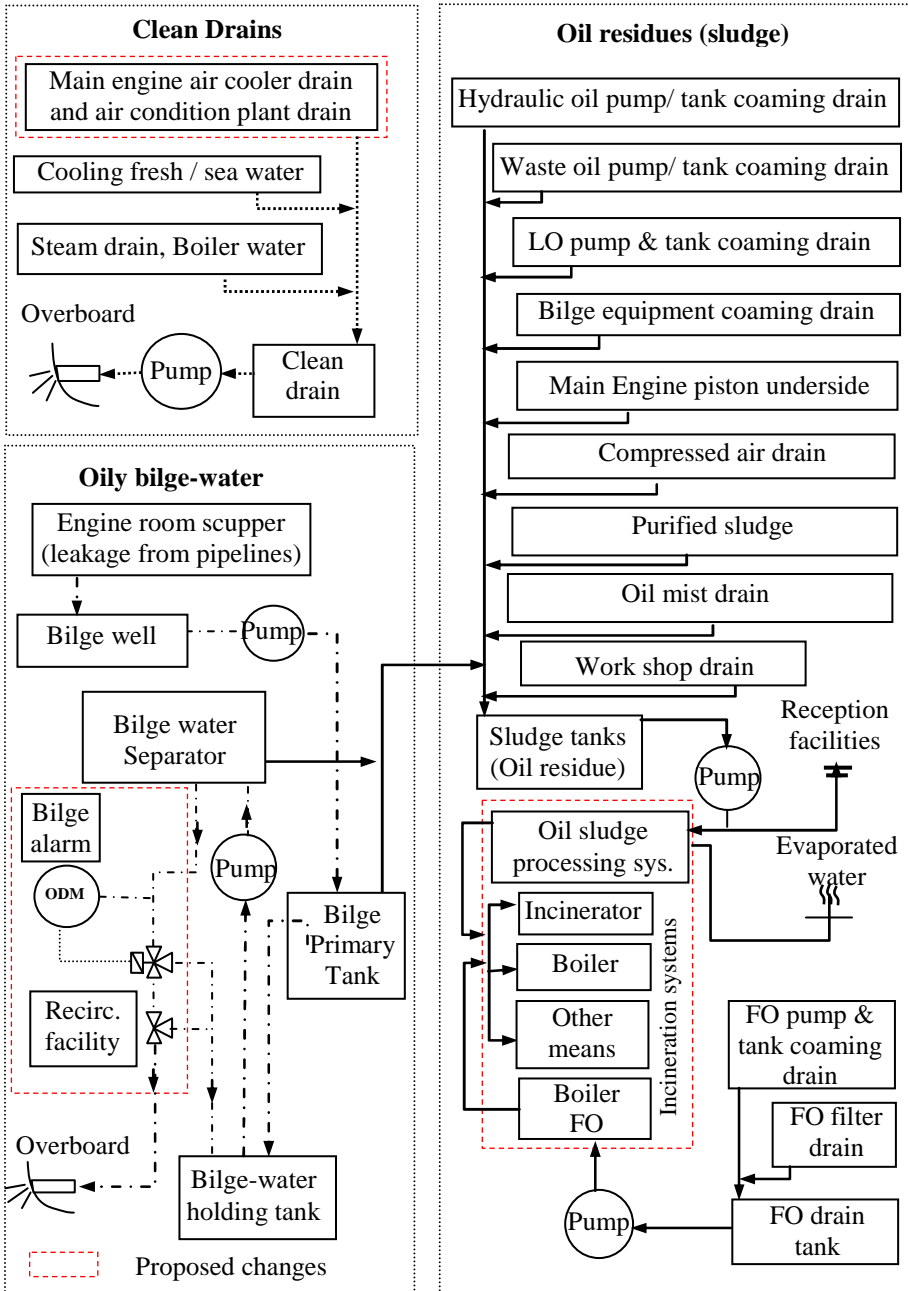 Clean Drains
Main engine air cooler drain
and air condition plant drain
Cooling fresh / sea water
Steam drain, Boiler water
Overboard
Pump
Clean
drain
Oily bilge-water
Engine room scupper
(leakage from pipelines)
Bilge well
Pump
Bilge water
Separator
Bilge
alarm
ODM
Pump
Bilge
Primary
Tank
Recirc.
facility
Overboard
Bilge-water
holding tank
Proposed changes
Oil residues (sludge)
Hydraulic oil pump/ tank coaming drain
Waste oil pump/ tank coaming drain
LO pump & tank coaming drain
Bilge equipment coaming drain
Main Engine piston underside
Compressed air drain
Purified sludge
Oil mist drain
Work shop drain
Sludge tanks
(Oil residue)
Pump
Reception
facilities
Oil sludge
processing sys.
Evaporated
water
Incinerator
Boiler
Other
means
Boiler
FO
Incineration systems
FO pump &
tank coaming
drain
FO filter
drain
FO drain
tank
Pump